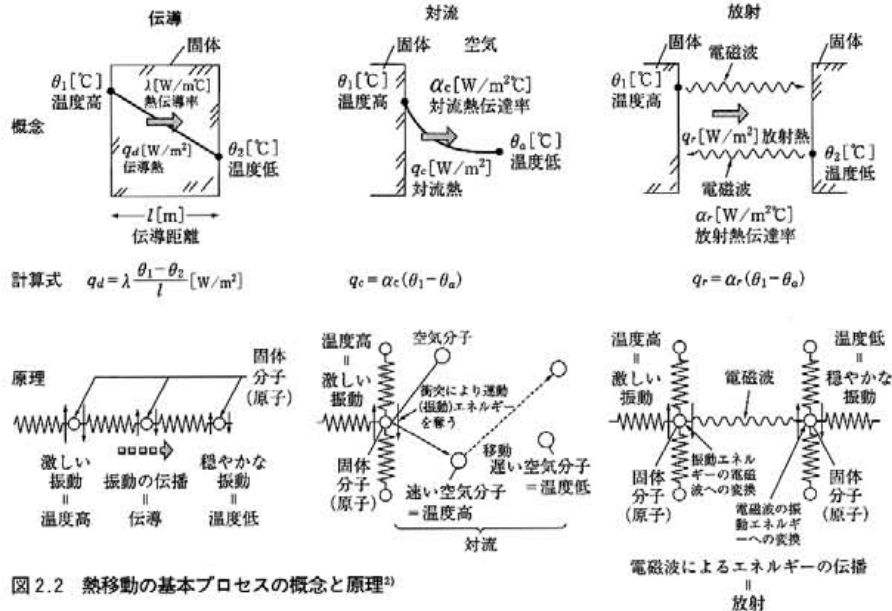 伝導
対流
放射
固体
θ₁[℃]
温度高
λ[W/m℃]
熱伝導率
q_d[W/m²]
伝導熱
θ₂[℃]
温度低
l[m]
伝導距離
固体
空気
θ₁[℃]
温度高
α_c[W/m²℃]
対流熱伝達率
q_c[W/m²]
対流熱
θ_a[℃]
温度低
固体
固体
電磁波
θ₁[℃]
温度高
q_r[W/m²]放射熱
電磁波
θ₂[℃]
温度低
α_r[W/m²℃]
放射熱伝達率
概念
計算式
q_d=λ (θ₁-θ₂)/l [W/m²]
q_c=α_c(θ₁-θ_a)
q_r=α_r(θ₁-θ_a)
原理
固体
分子
(原子)
激しい
振動
=
温度高
振動の伝播
=
伝導
穏やかな
振動
=
温度低
温度高
=
激しい
振動
空気分子
衝突により運動
(振動)エネルギー
を奪う
固体
分子
(原子)
移動
速い空気分子
=温度高
遅い空気分子
=温度低
対流
温度高
=
激しい
振動
電磁波
温度低
=
穏やかな
振動
固体
分子
(原子)
振動エネル
ギーの電磁
波への変換
電磁波の振
動エネルギ
ーへの変換
固体
分子
(原子)
電磁波によるエネルギーの伝播
=
放射
図2.2 熱移動の基本プロセスの概念と原理²⁾